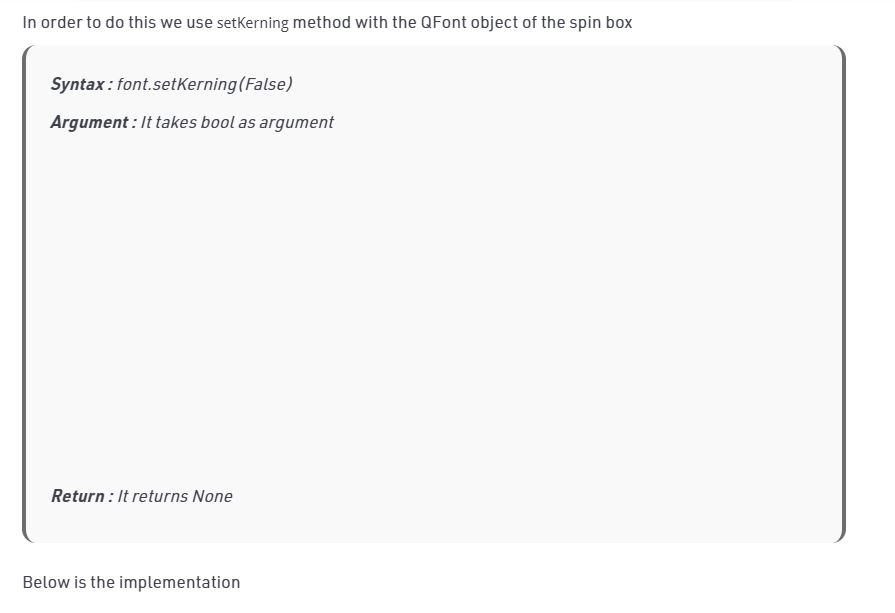 In order to do this we use setKerning method with the QFont object of the spin box
Syntax : font.setKerning(False)
Argument : It takes bool as argument
Return : It returns None
Below is the implementation